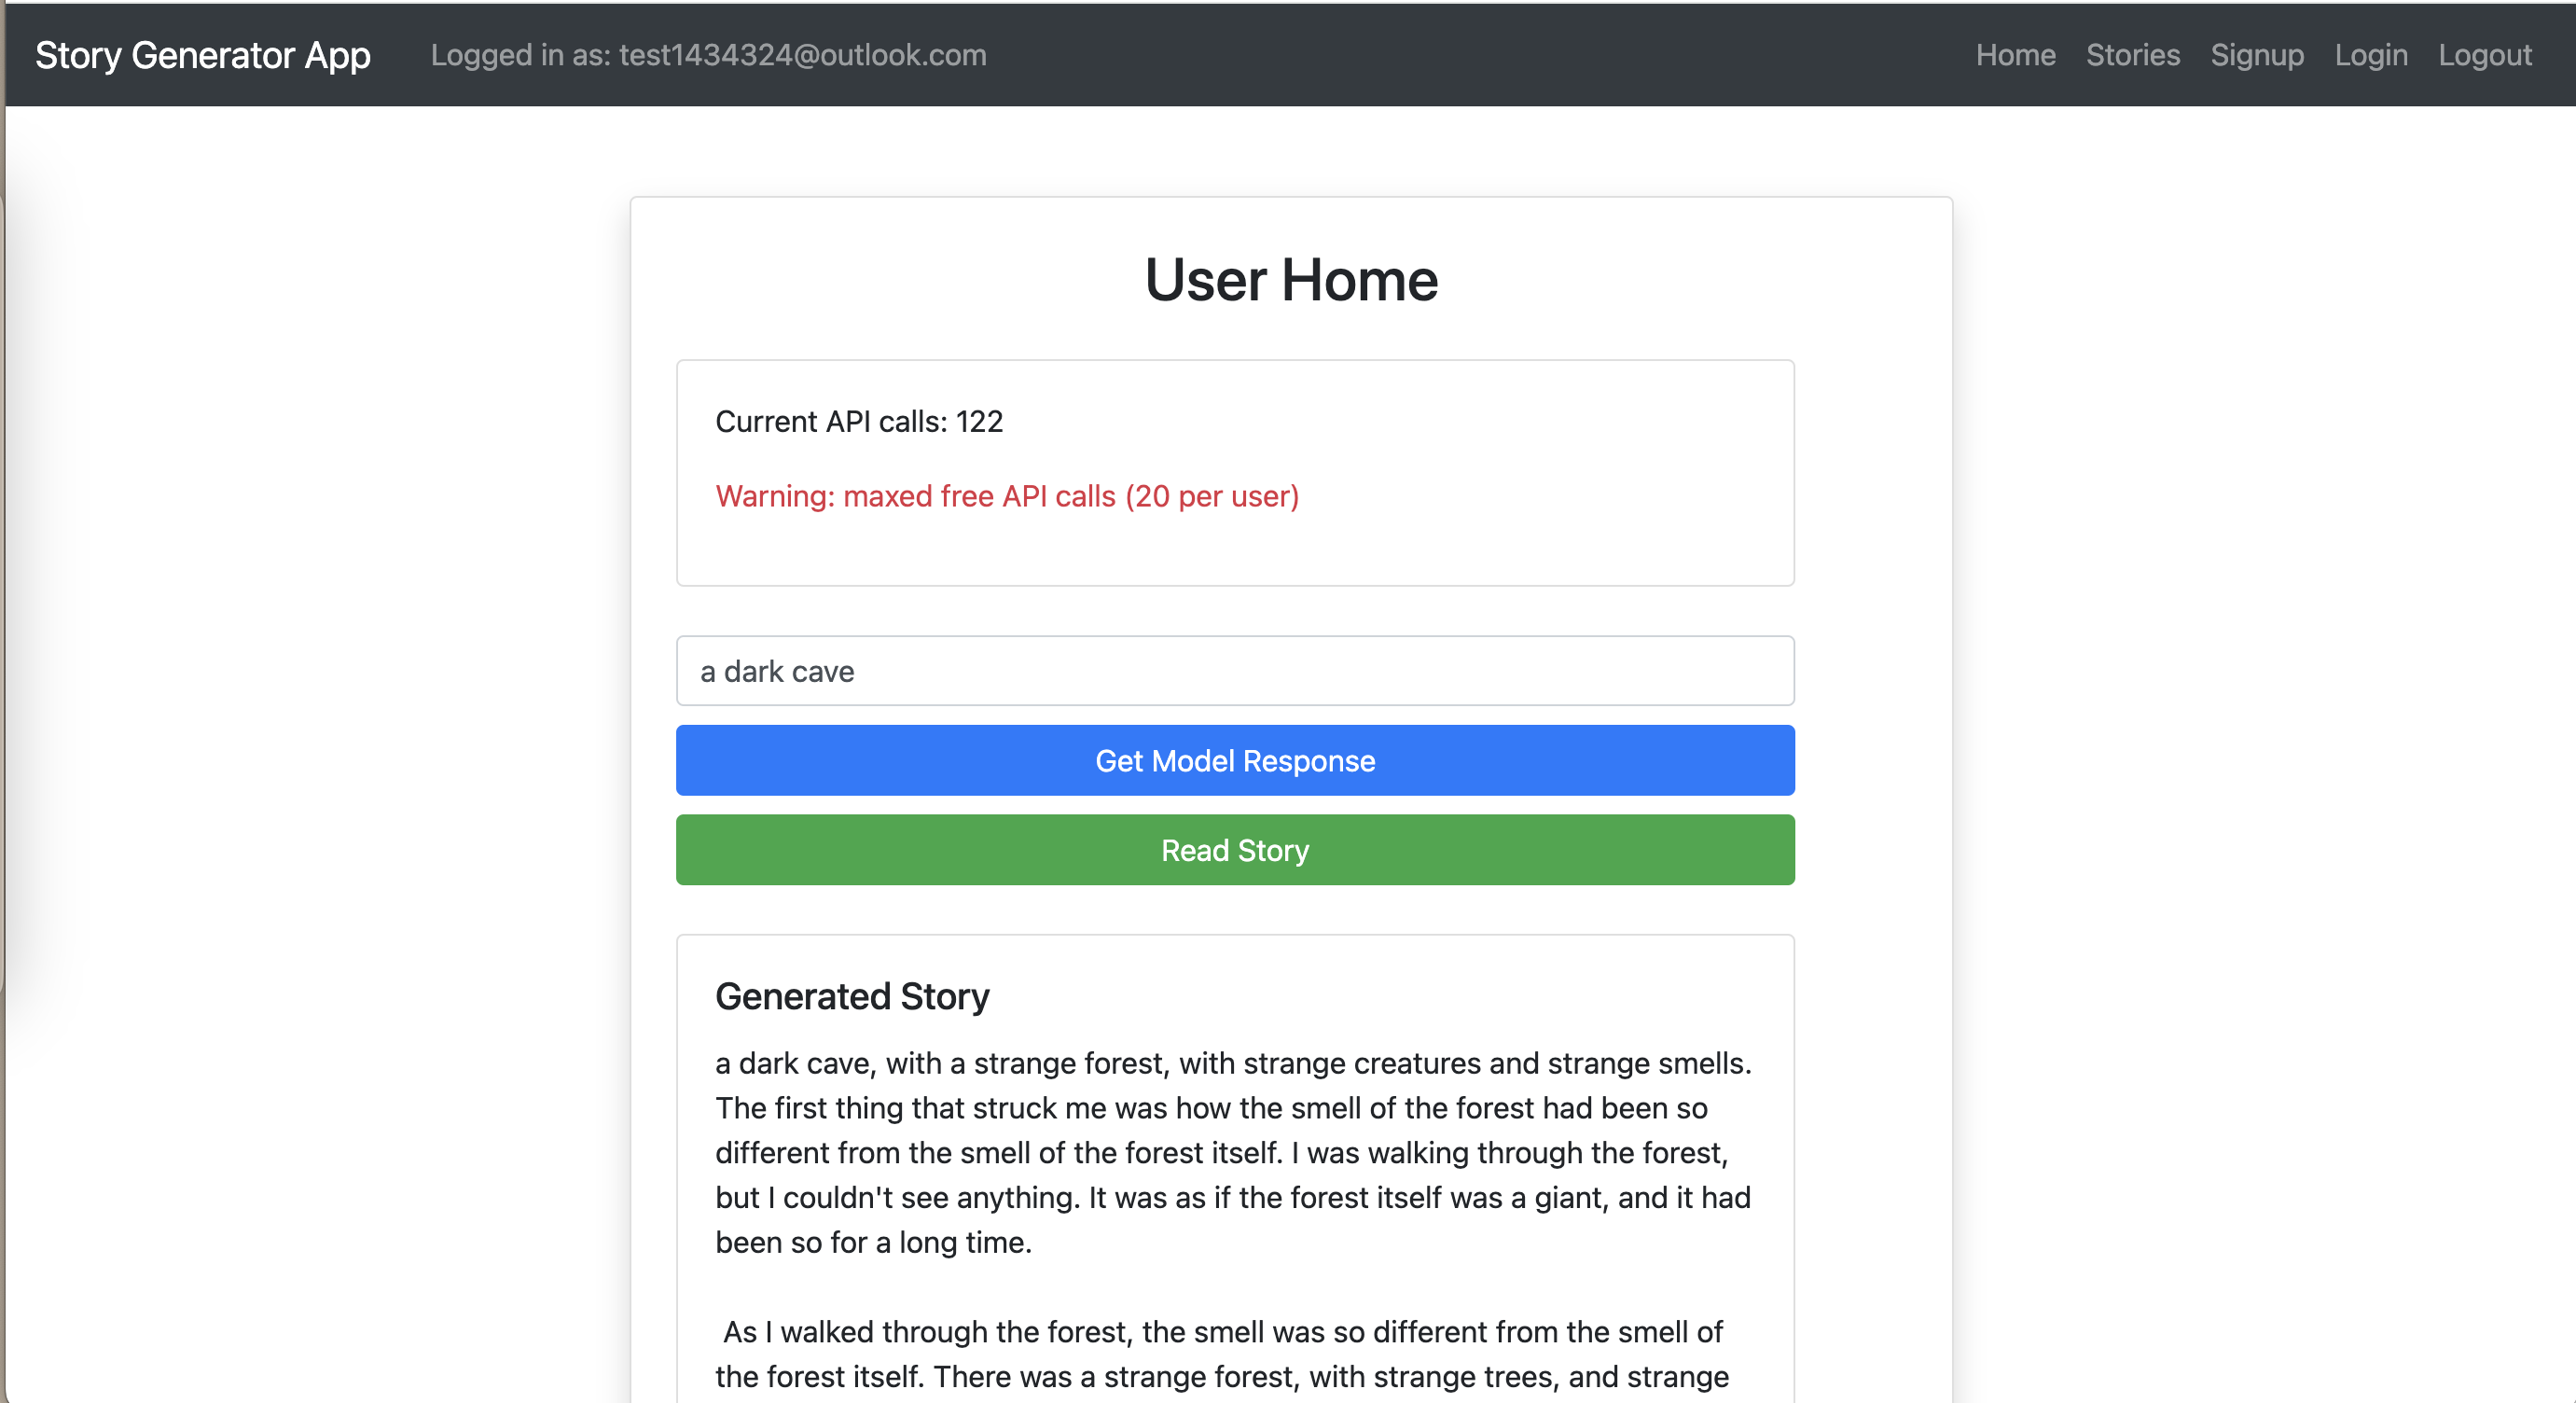 Story Generator App Logged in as: test1434324@outlook.com Home Stories Signup Login Logout
User Home
Current API calls: 122
Warning: maxed free API calls (20 per user)
a dark cave
Get Model Response
Read Story
Generated Story
a dark cave, with a strange forest, with strange creatures and strange smells.
The first thing that struck me was how the smell of the forest had been so
different from the smell of the forest itself. I was walking through the forest,
but I couldn't see anything. It was as if the forest itself was a giant, and it had
been so for a long time.
As I walked through the forest, the smell was so different from the smell of
the forest itself. There was a strange forest, with strange trees, and strange